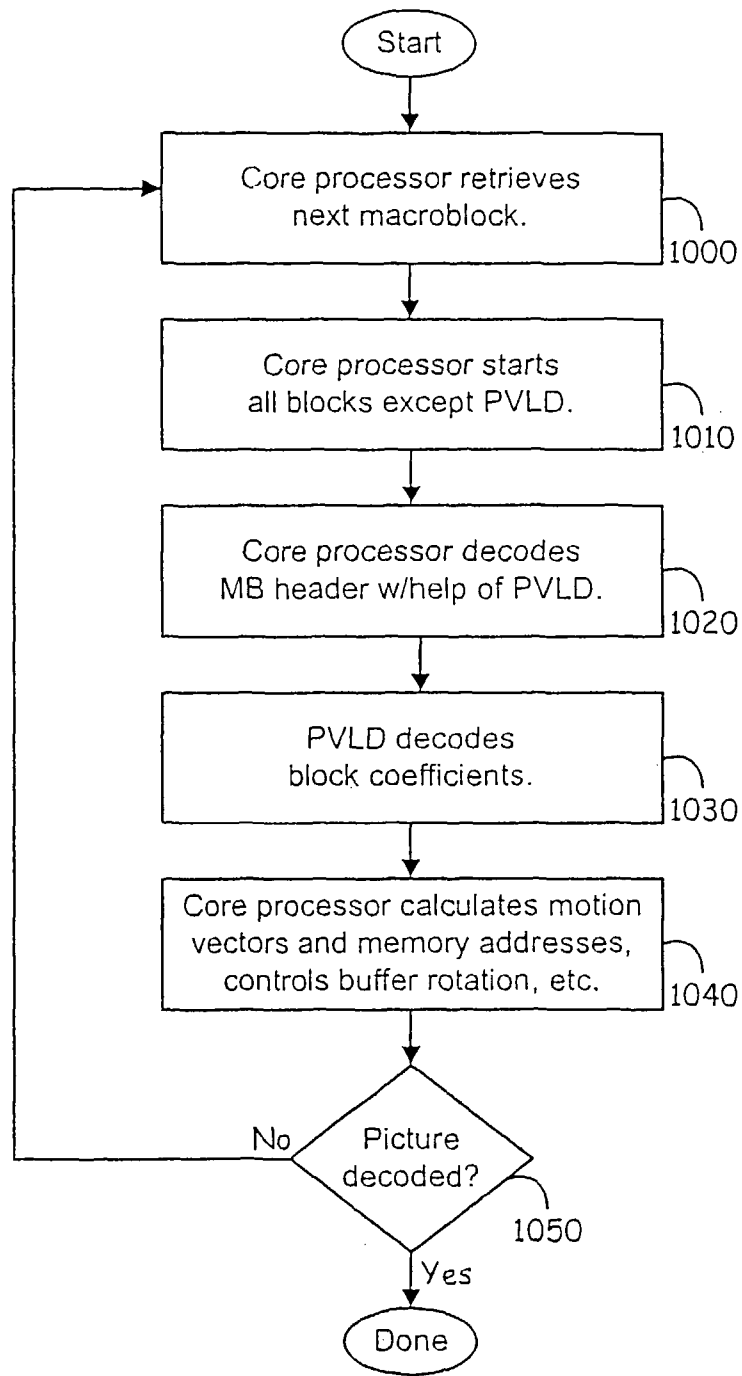 Start
Core processor retrieves
next macroblock.
1000
Core processor starts
all blocks except PVLD.
1010
Core processor decodes
MB header w/help of PVLD.
1020
PVLD decodes
block coefficients.
1030
Core processor calculates motion
vectors and memory addresses,
controls buffer rotation, etc.
1040
No
Picture
decoded?
1050
Yes
Done